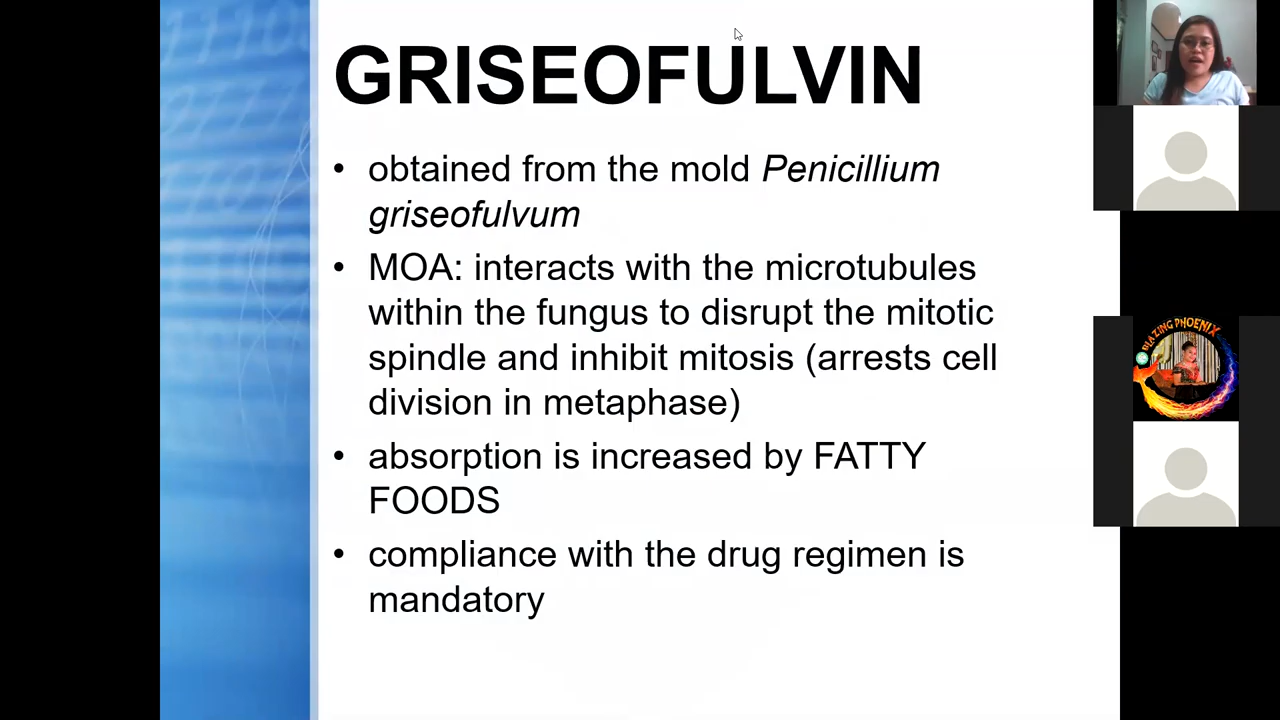 GRISEOFULVIN
• obtained from the mold Penicillium
griseofulvum
• MOA: interacts with the microtubules
within the fungus to disrupt the mitotic
spindle and inhibit mitosis (arrests cell
division in metaphase)
• absorption is increased by FATTY
FOODS
• compliance with the drug regimen is
mandatory
BLAZING PHOENIX